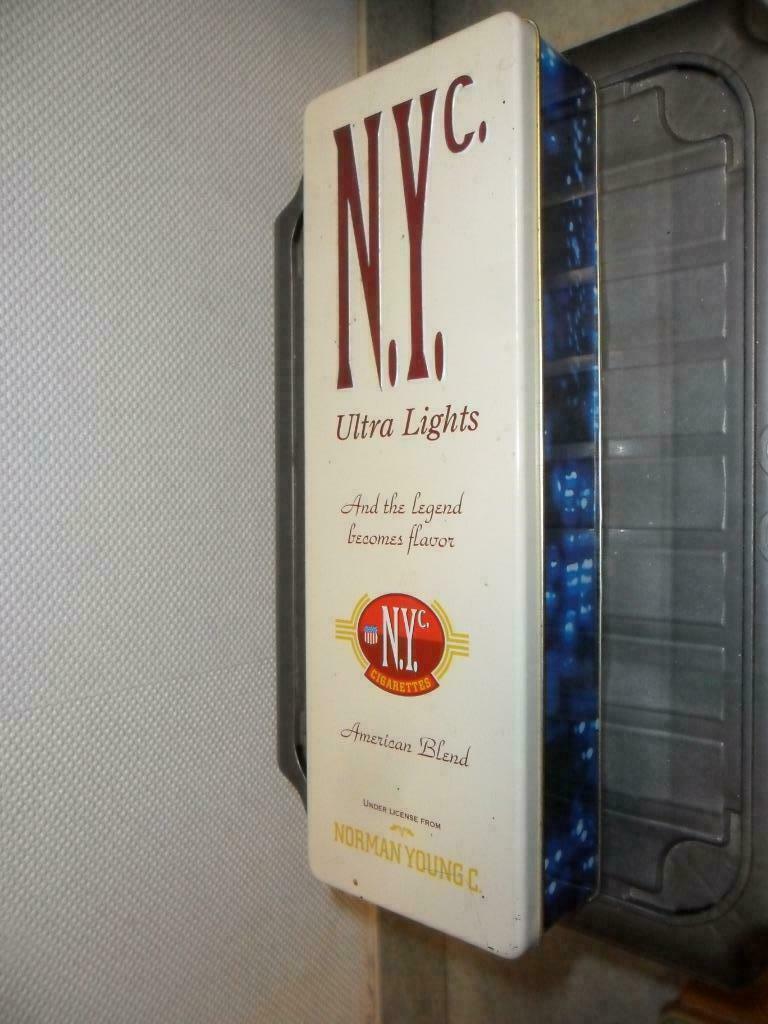 N.Y.C.
Ultra Lights
And the legend
becomes flavor
N.Y.C.
CIGARETTES
American Blend
UNDER LICENSE FROM
NORMAN YOUNG C.